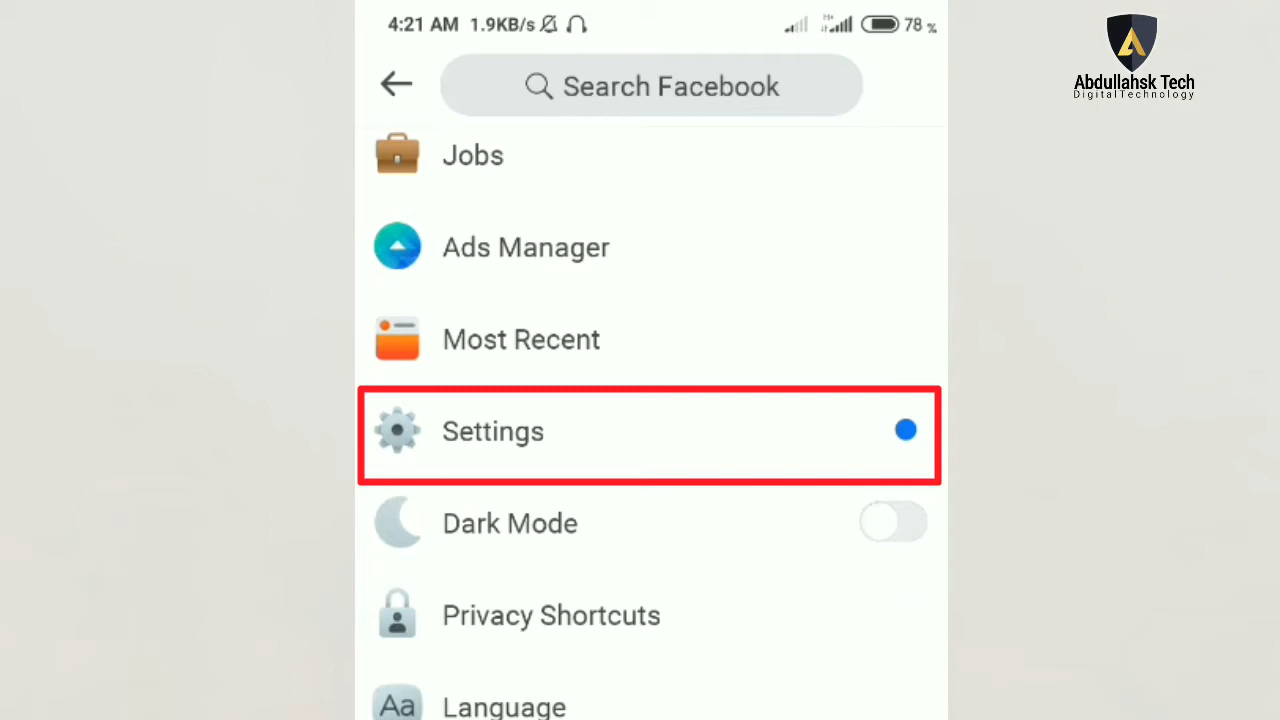 4:21 AM 1.9KB/s 78 %
Abdullahsk Tech
DigitalTechnology
Search Facebook
Jobs
Ads Manager
Most Recent
Settings
Dark Mode
Privacy Shortcuts
Aa Language